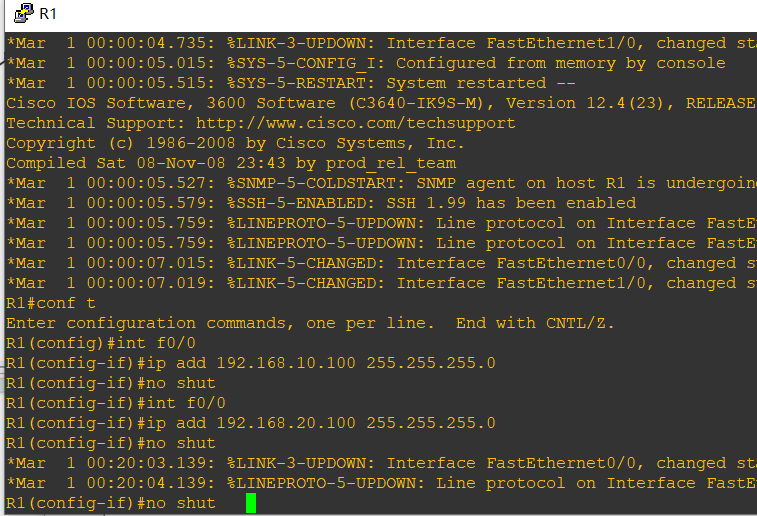 R1
*Mar  1 00:00:04.735: %LINK-3-UPDOWN: Interface FastEthernet1/0, changed sta
*Mar  1 00:00:05.015: %SYS-5-CONFIG_I: Configured from memory by console
*Mar  1 00:00:05.515: %SYS-5-RESTART: System restarted --
Cisco IOS Software, 3600 Software (C3640-IK9S-M), Version 12.4(23), RELEASE
Technical Support: http://www.cisco.com/techsupport
Copyright (c) 1986-2008 by Cisco Systems, Inc.
Compiled Sat 08-Nov-08 23:43 by prod_rel_team
*Mar  1 00:00:05.527: %SNMP-5-COLDSTART: SNMP agent on host R1 is undergoin
*Mar  1 00:00:05.579: %SSH-5-ENABLED: SSH 1.99 has been enabled
*Mar  1 00:00:05.759: %LINEPROTO-5-UPDOWN: Line protocol on Interface FastE
*Mar  1 00:00:05.759: %LINEPROTO-5-UPDOWN: Line protocol on Interface FastE
*Mar  1 00:00:07.015: %LINK-5-CHANGED: Interface FastEthernet0/0, changed s
*Mar  1 00:00:07.019: %LINK-5-CHANGED: Interface FastEthernet1/0, changed s
R1#conf t
Enter configuration commands, one per line.  End with CNTL/Z.
R1(config)#int f0/0
R1(config-if)#ip add 192.168.10.100 255.255.255.0
R1(config-if)#no shut
R1(config-if)#int f0/0
R1(config-if)#ip add 192.168.20.100 255.255.255.0
R1(config-if)#no shut
*Mar  1 00:20:03.139: %LINK-3-UPDOWN: Interface FastEthernet0/0, changed sta
*Mar  1 00:20:04.139: %LINEPROTO-5-UPDOWN: Line protocol on Interface FastE
R1(config-if)#no shut